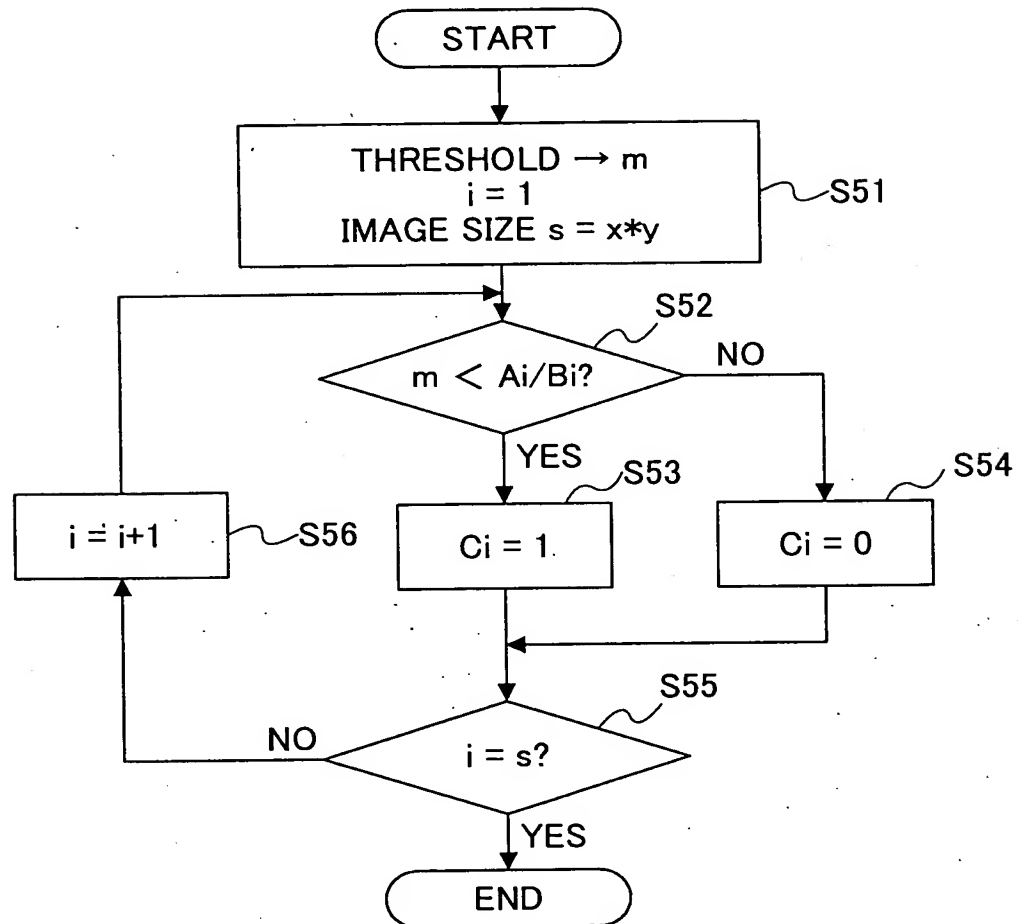 START
THRESHOLD → m
i = 1
IMAGE SIZE s = x*y
S51
S52
m < Ai/Bi?
NO
YES
S53
S54
Ci = 1
Ci = 0
i = i+1
S56
S55
i = s?
NO
YES
END